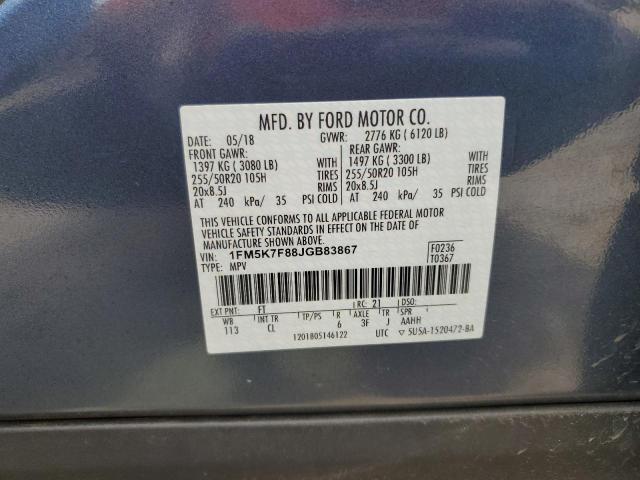 MFD. BY FORD MOTOR CO.
DATE: 05/18 GVWR: 2776 KG ( 6120 LB)
FRONT GAWR: REAR GAWR:
1397 KG ( 3080 LB) WITH 1497 KG ( 3300 LB) WITH
255/50R20 105H TIRES 255/50R20 105H TIRES
20x8.5J RIMS 20x8.5J RIMS
AT 240 kPa/ 35 PSI COLD AT 240 kPa/ 35 PSI COLD
THIS VEHICLE CONFORMS TO ALL APPLICABLE FEDERAL MOTOR
VEHICLE SAFETY STANDARDS IN EFFECT ON THE DATE OF
MANUFACTURE SHOWN ABOVE.
VIN: 1FM5K7F88JGB83867 F0236
TYPE: MPV T0367
EXT PNT: FT RC: 21 DSO:
WB INT TR TP/PS R AXLE TR SPR
113 CL 6 3F J AAHH
1201805146122 UTC ▽ 5U5A-1520472-BA